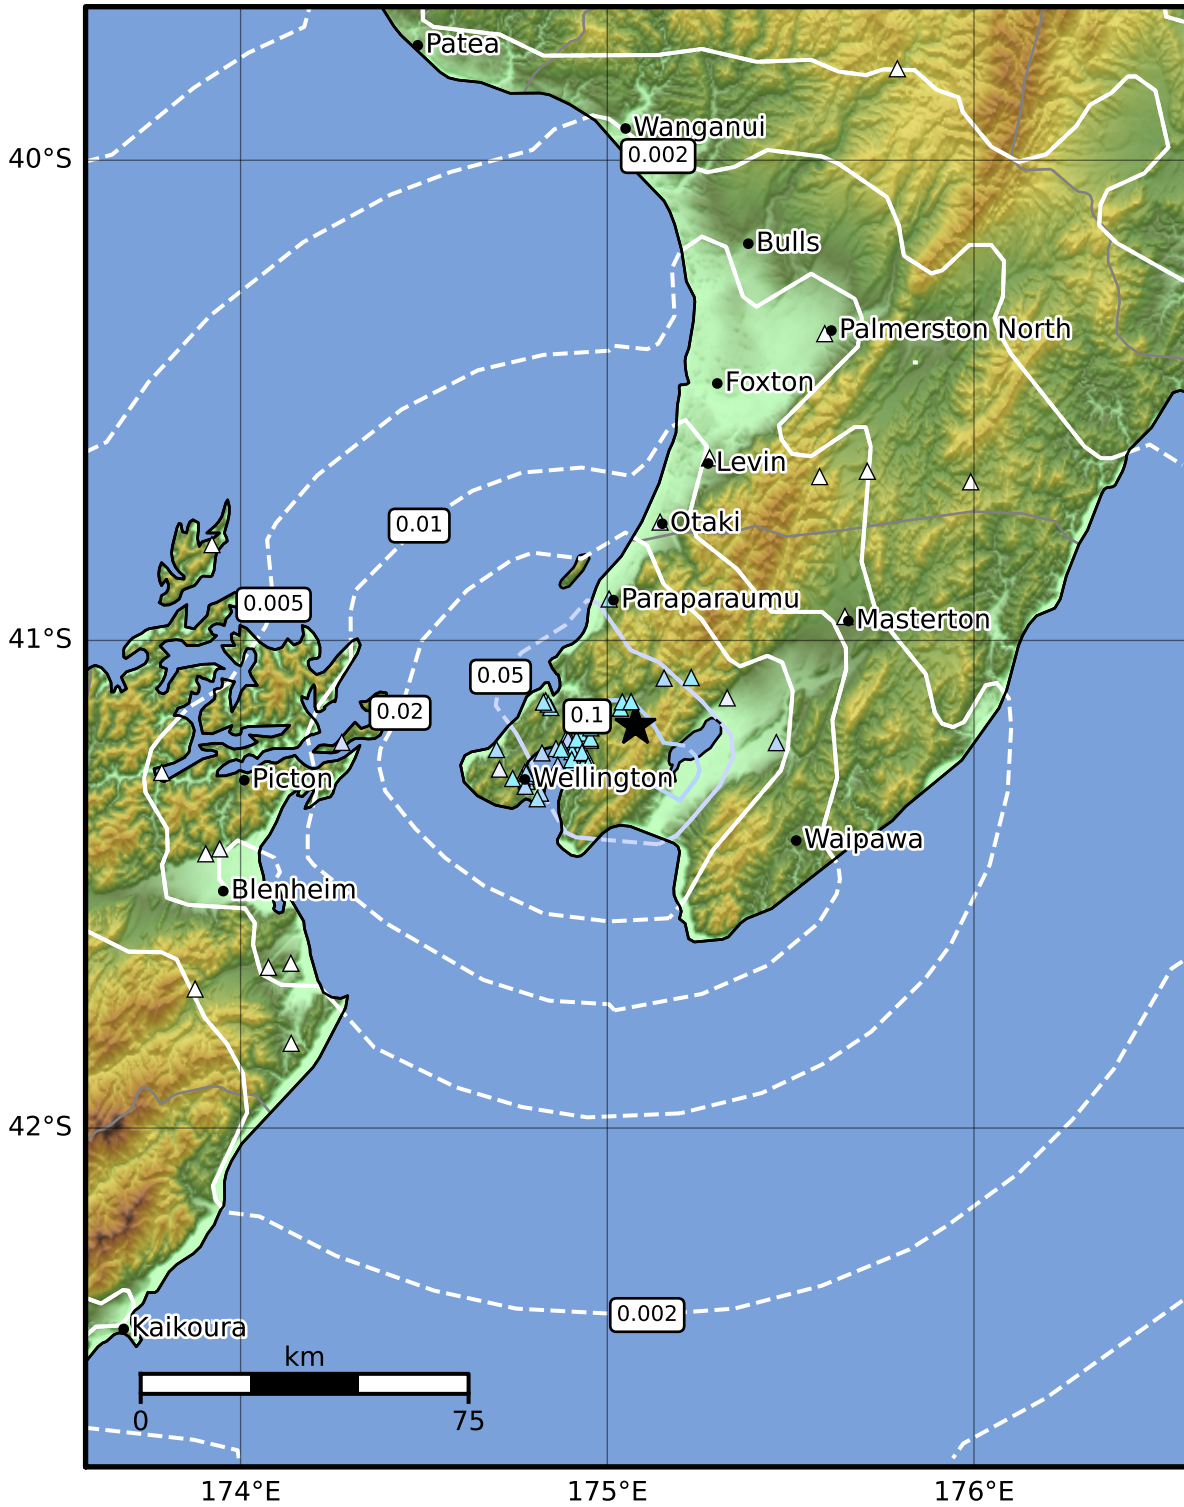 Patea
Wanganui
40°S
0.002
Bulls
Palmerston North
Foxton
Levin
0.01
Otaki
0.005
Paraparaumu
Masterton
41°S
0.05
0.02
0.1
Picton
Wellington
Waipawa
Blenheim
42°S
0.002
Kaikoura
km
0
75
174°E
175°E
176°E